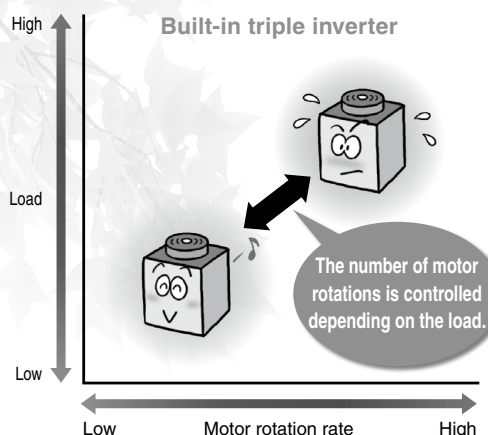 Built-in triple inverter
High
Load
Low
The number of motor
rotations is controlled
depending on the load.
Low Motor rotation rate High